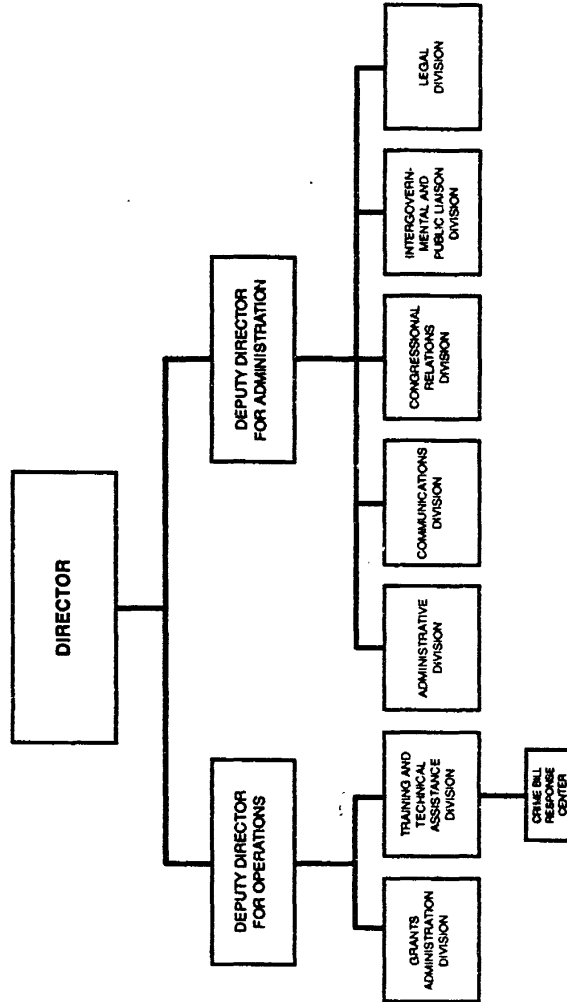 DIRECTOR
DEPUTY DIRECTOR
FOR OPERATIONS
DEPUTY DIRECTOR
FOR ADMINISTRATION
GRANTS
ADMINISTRATION
DIVISION
TRAINING AND
TECHNICAL
ASSISTANCE
DIVISION
ADMINISTRATIVE
DIVISION
COMMUNICATIONS
DIVISION
CONGRESSIONAL
RELATIONS
DIVISION
INTERGOVERN-
MENTAL AND
PUBLIC LIAISON
DIVISION
LEGAL
DIVISION
CRIME BILL
RESPONSE
CENTER